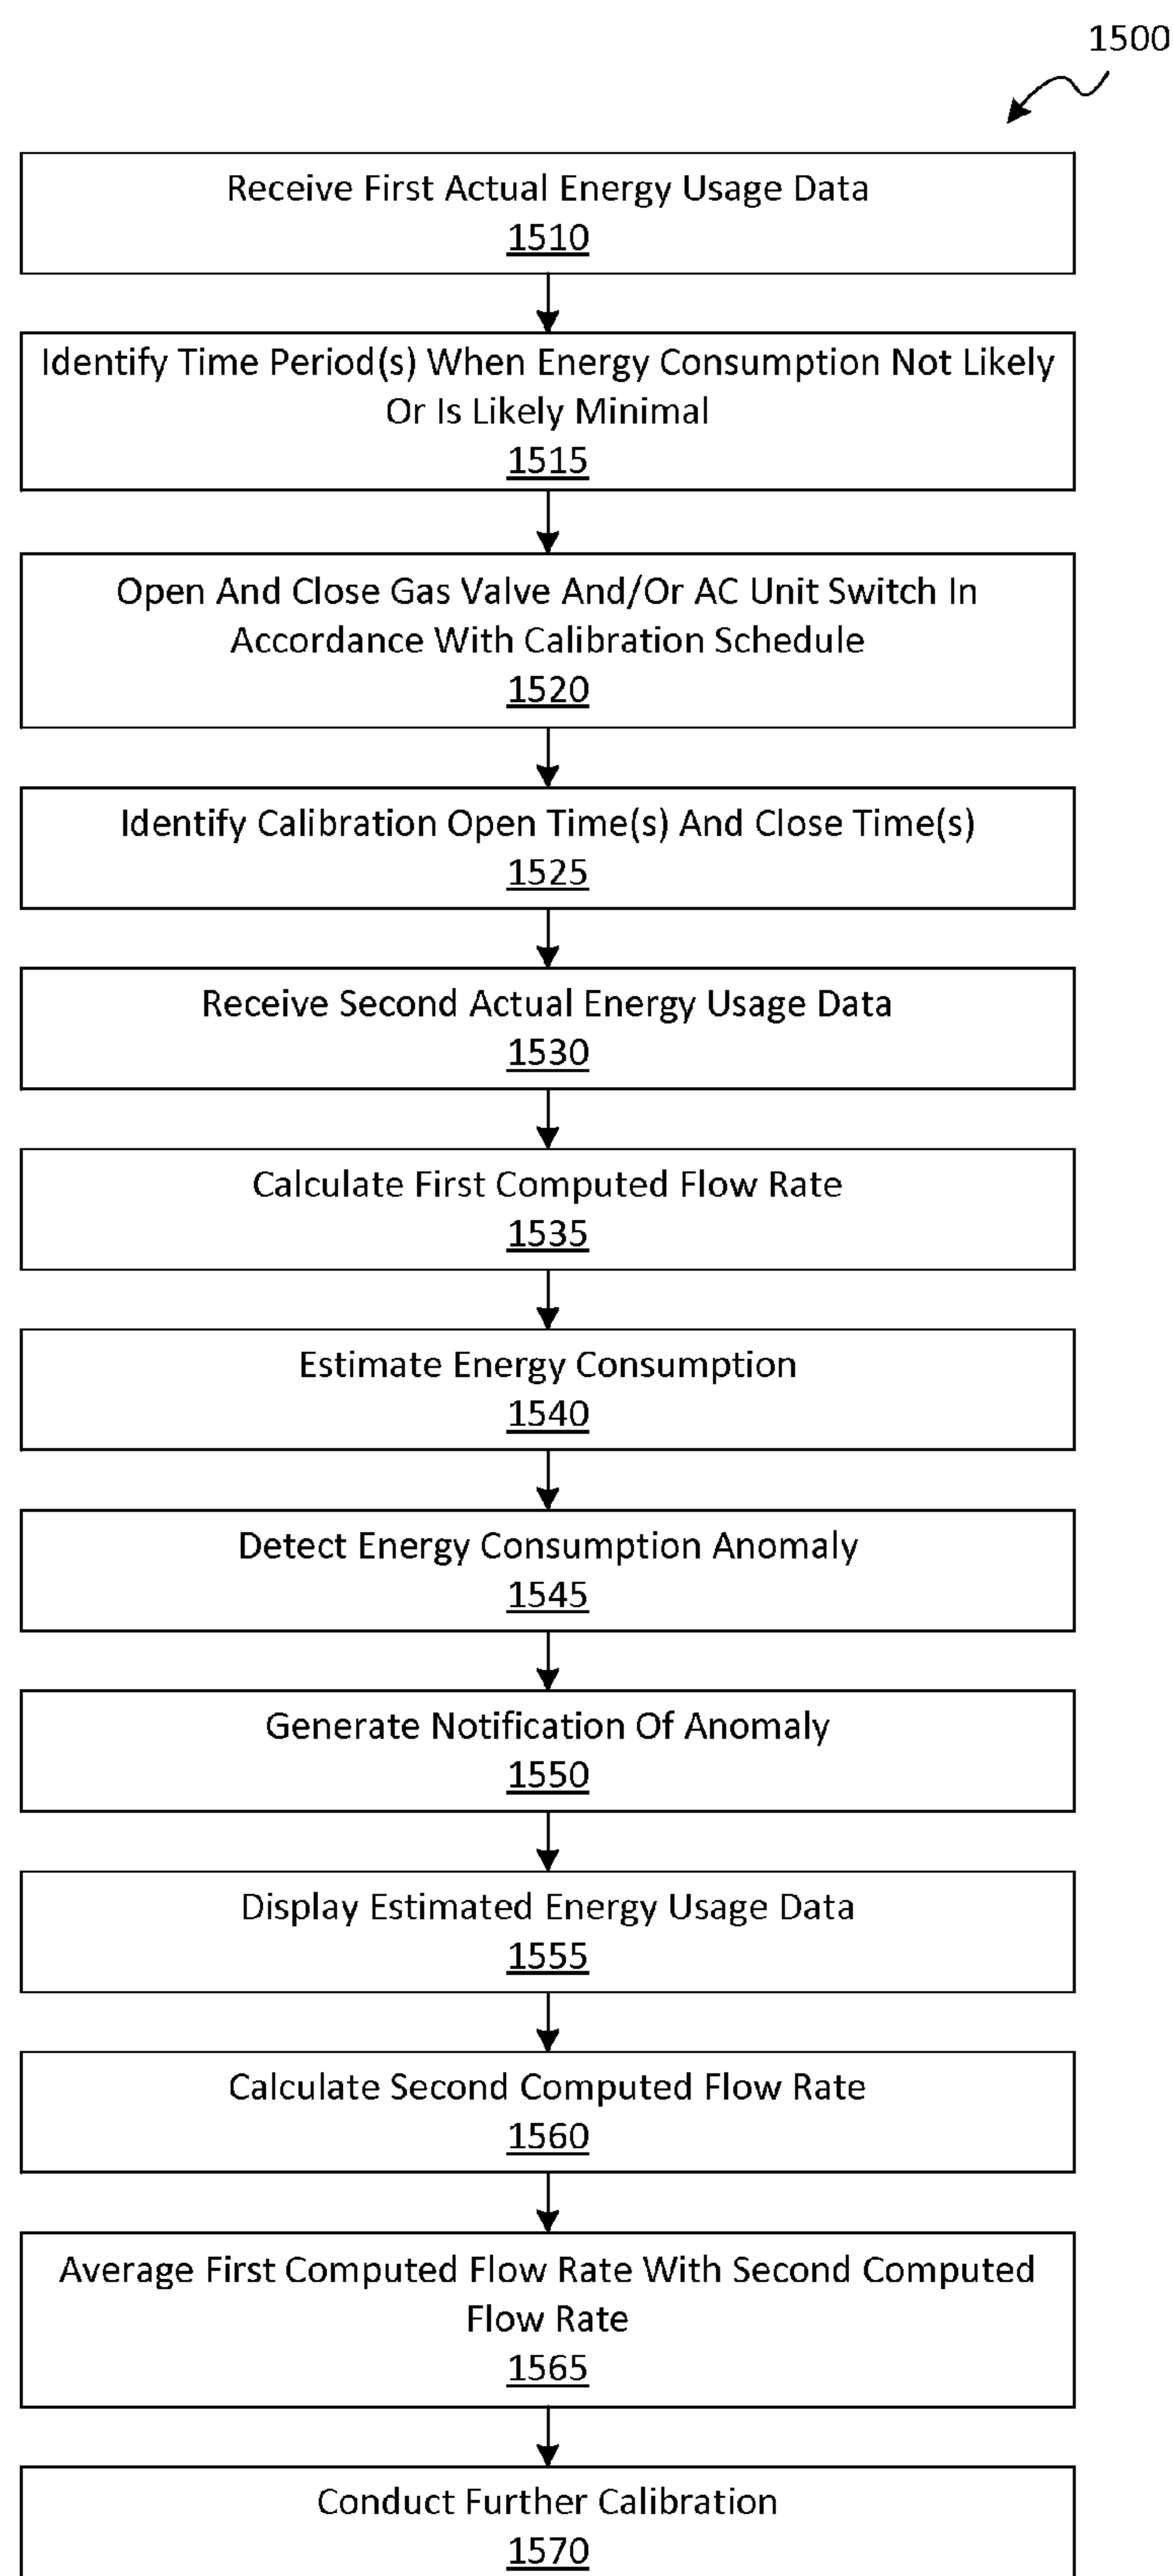 1500
Receive First Actual Energy Usage Data
1510
Identify Time Period(s) When Energy Consumption Not Likely
Or Is Likely Minimal
1515
Open And Close Gas Valve And/Or AC Unit Switch In
Accordance With Calibration Schedule
1520
Identify Calibration Open Time(s) And Close Time(s)
1525
Receive Second Actual Energy Usage Data
1530
Calculate First Computed Flow Rate
1535
Estimate Energy Consumption
1540
Detect Energy Consumption Anomaly
1545
Generate Notification Of Anomaly
1550
Display Estimated Energy Usage Data
1555
Calculate Second Computed Flow Rate
1560
Average First Computed Flow Rate With Second Computed
Flow Rate
1565
Conduct Further Calibration
1570